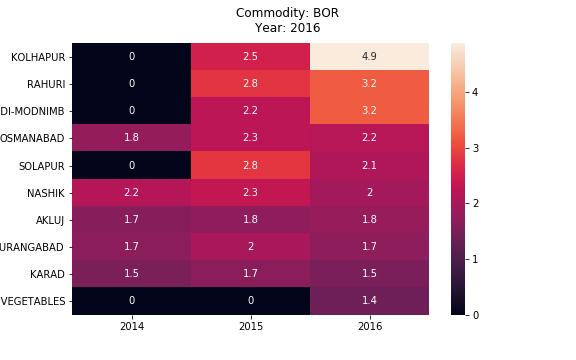 Commodity: BOR
Year: 2016
KOLHAPUR 0 2.5 4.9
RAHURI 0 2.8 3.2
DI-MODNIMB 0 2.2 3.2
OSMANABAD 1.8 2.3 2.2
SOLAPUR 0 2.8 2.1
NASHIK 2.2 2.3 2
AKLUJ 1.7 1.8 1.8
URANGABAD 1.7 2 1.7
KARAD 1.5 1.7 1.5
VEGETABLES 0 0 1.4
2014 2015 2016
4
3
2
1
0